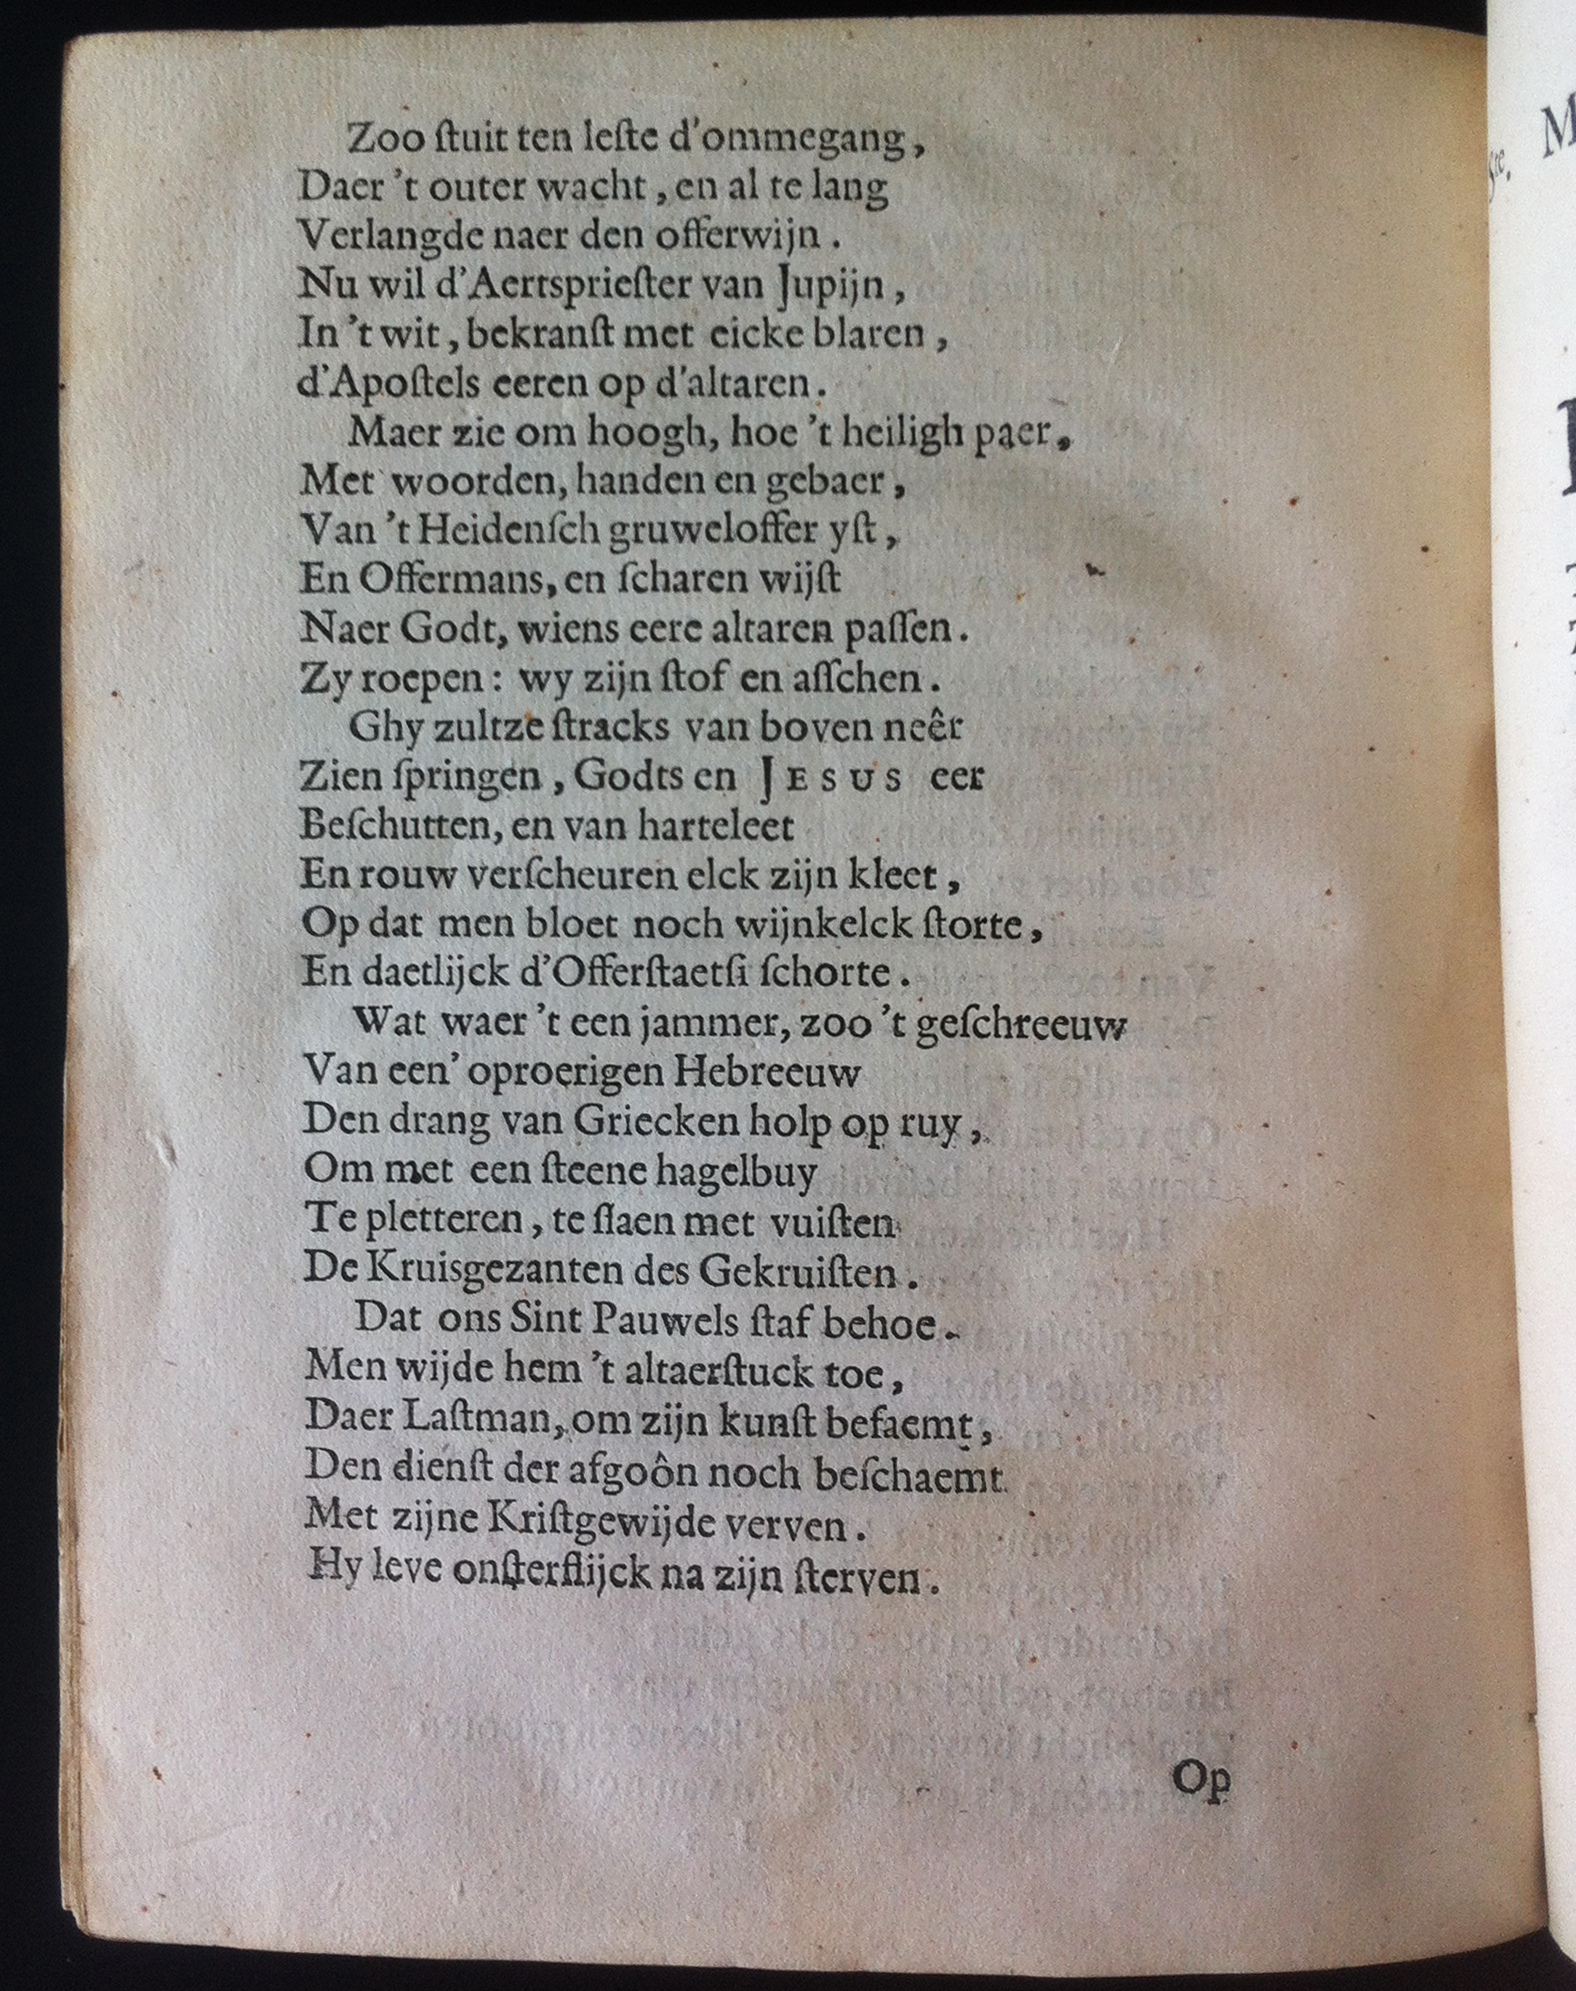 Zoo ſtuit ten leſte d'ommegang,
Daer 't outer wacht, en al te lang
Verlangde naer den offerwijn.
Nu wil d'Aertsprieſter van Jupijn,
In 't wit, bekranſt met eicke blaren,
d'Apoſtels eeren op d'altaren.
Maer zie om hoogh, hoe 't heiligh paer,
Met woorden, handen en gebaer,
Van 't Heidenſch gruweloffer yſt,
En Offermans, en ſcharen wijſt
Naer Godt, wiens eere altaren paſſen.
Zy roepen: wy zijn ſtof en aſſchen.
Ghy zultze ſtracks van boven neêr
Zien ſpringen, Godts en JESUS eer
Beſchutten, en van harteleet
En rouw verſcheuren elck zijn kleet,
Op dat men bloet noch wijnkelck ſtorte,
En daetlijck d'Offerſtaetſi ſchorte.
Wat waer 't een jammer, zoo 't geſchreeuw
Van een' oproerigen Hebreeuw
Den drang van Griecken holp op ruy,
Om met een ſteene hagelbuy
Te pletteren, te ſlaen met vuiſten
De Kruisgezanten des Gekruiſten.
Dat ons Sint Pauwels ſtaf behoe.
Men wijde hem 't altaerſtuck toe,
Daer Laſtman, om zijn kunſt befaemt,
Den dienſt der afgoôn noch beſchaemt
Met zijne Kriſtgewijde verven.
Hy leve onſterflijck na zijn ſterven.
Op